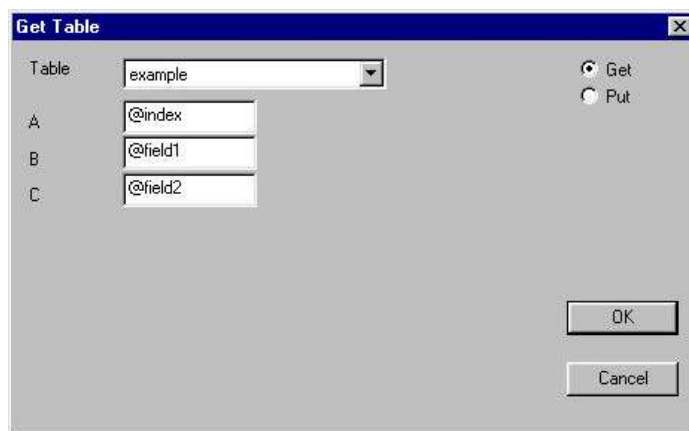 Get Table
Table example Get
Put
A @index
B @field1
C @field2
OK
Cancel